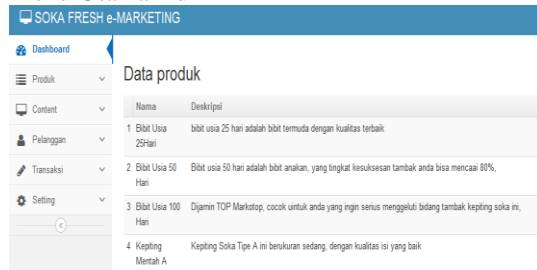 SOKA FRESH e-MARKETING
Dashboard
Produk
Content
Pelanggan
Transaksi
Setting
Data produk
Nama Deskripsi
1 Bibit Usia 25Hari bibit usia 25 hari adalah bibit termuda dengan kualitas terbaik
2 Bibit Usia 50 Hari Bibit usia 50 hari adalah bibit anakan, yang tingkat kesuksesan tambak anda bisa mencaai 80%,
3 Bibit Usia 100 Hari Dijamin TOP Markotop, cocok uintuk anda yang ingin serius menggeluti bidang tambak kepiting soka ini,
4 Kepiting Mentah A Kepiting Soka Tipe A ini berukuran sedang, dengan kualitas isi yang baik